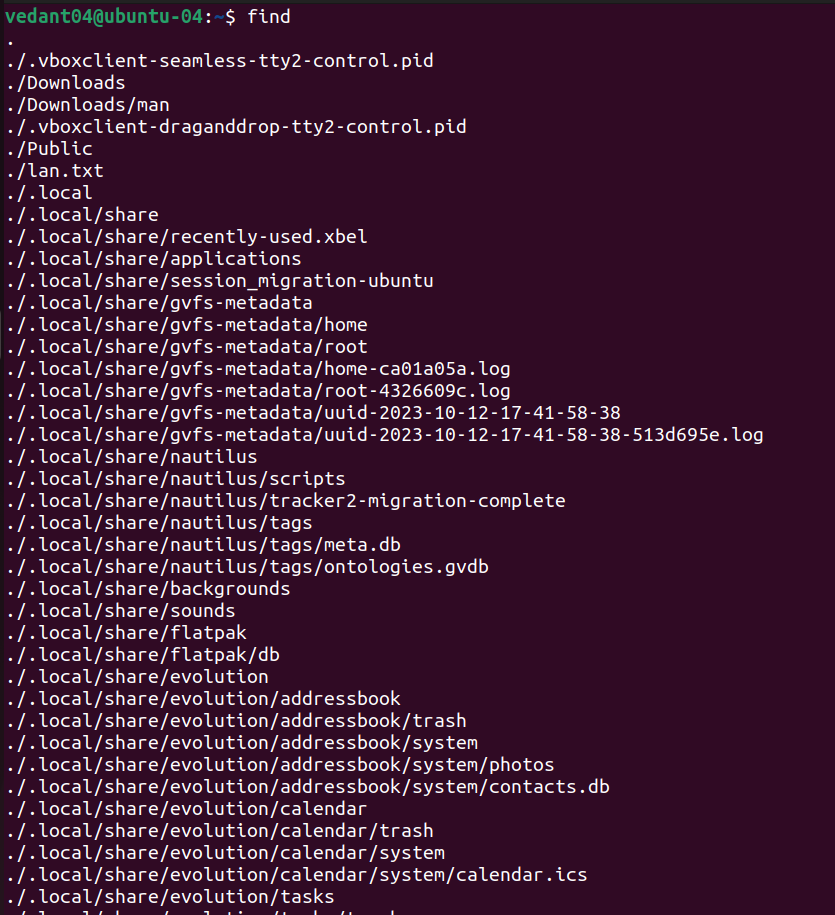 vedant04@ubuntu-04:~$ find
.
./.vboxclient-seamless-tty2-control.pid
./Downloads
./Downloads/man
./.vboxclient-draganddrop-tty2-control.pid
./Public
./lan.txt
./.local
./.local/share
./.local/share/recently-used.xbel
./.local/share/applications
./.local/share/session_migration-ubuntu
./.local/share/gvfs-metadata
./.local/share/gvfs-metadata/home
./.local/share/gvfs-metadata/root
./.local/share/gvfs-metadata/home-ca01a05a.log
./.local/share/gvfs-metadata/root-4326609c.log
./.local/share/gvfs-metadata/uuid-2023-10-12-17-41-58-38
./.local/share/gvfs-metadata/uuid-2023-10-12-17-41-58-38-513d695e.log
./.local/share/nautilus
./.local/share/nautilus/scripts
./.local/share/nautilus/tracker2-migration-complete
./.local/share/nautilus/tags
./.local/share/nautilus/tags/meta.db
./.local/share/nautilus/tags/ontologies.gvdb
./.local/share/backgrounds
./.local/share/sounds
./.local/share/flatpak
./.local/share/flatpak/db
./.local/share/evolution
./.local/share/evolution/addressbook
./.local/share/evolution/addressbook/trash
./.local/share/evolution/addressbook/system
./.local/share/evolution/addressbook/system/photos
./.local/share/evolution/addressbook/system/contacts.db
./.local/share/evolution/calendar
./.local/share/evolution/calendar/trash
./.local/share/evolution/calendar/system
./.local/share/evolution/calendar/system/calendar.ics
./.local/share/evolution/tasks